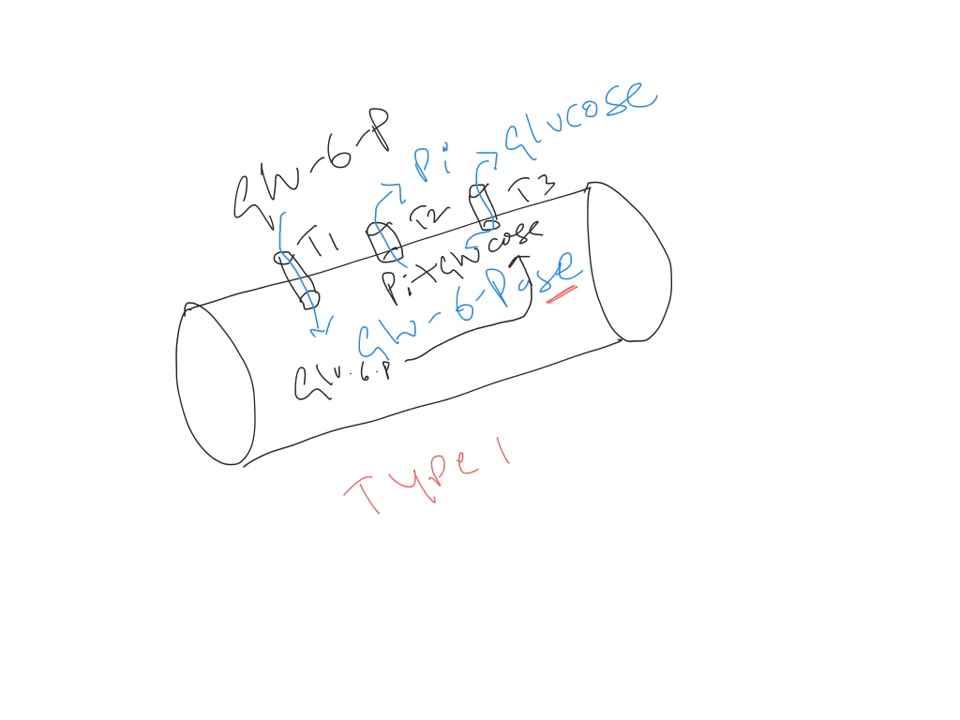 Glu-6-P
Pi
Glucose
T1
T2
T3
Pi+Glucose
Glu-6-Pase
Glu.6.P
Type 1